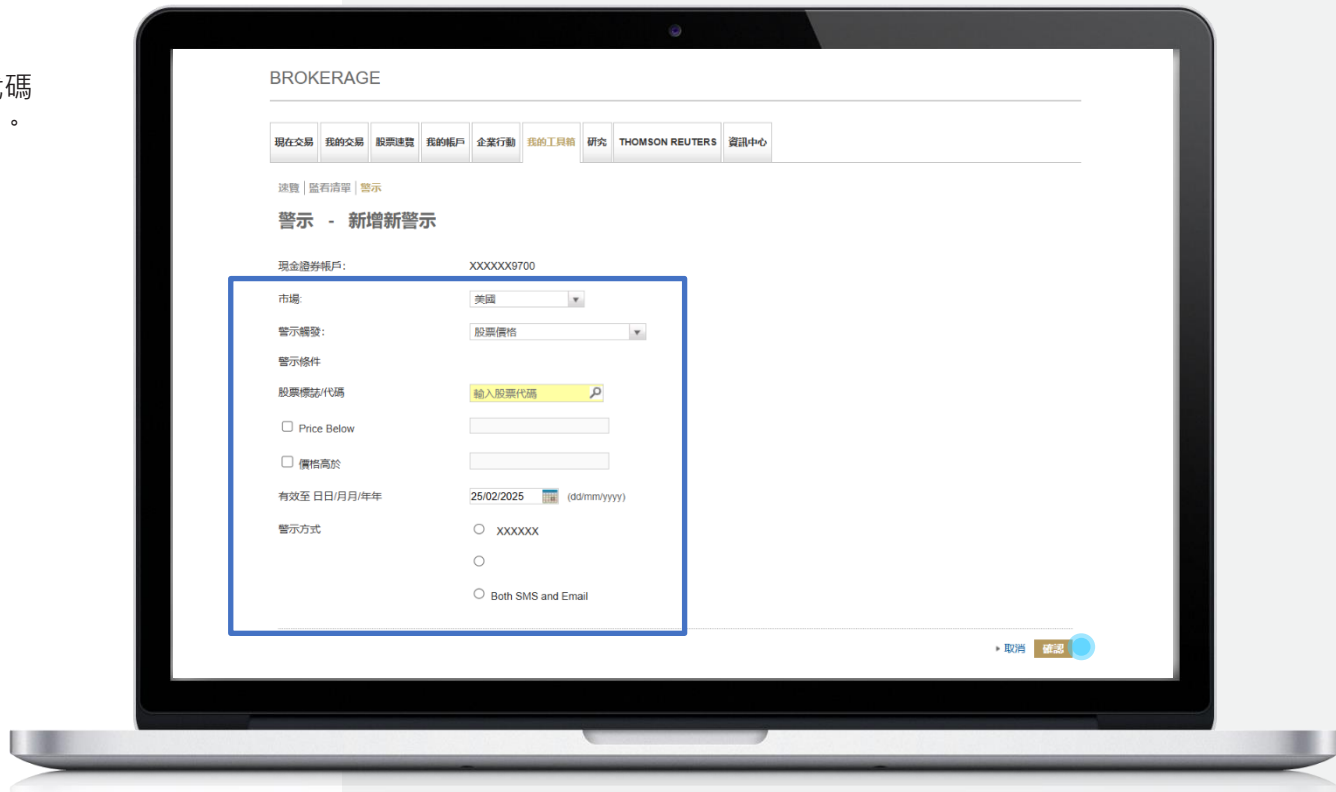 碼
。
BROKERAGE
現在交易 我的交易 股票速覽 我的帳戶 企業行動 我的工具箱 研究 THOMSON REUTERS 資訊中心
速覽 | 監看清單 | 警示
警示 - 新增新警示
現金證券帳戶: XXXXXX9700
市場: 美國
警示觸發: 股票價格
警示條件
股票標誌/代碼 輸入股票代碼
Price Below
價格高於
有效至 日日/月月/年年 25/02/2025 (dd/mm/yyyy)
警示方式 XXXXXX
Both SMS and Email
取消 確認